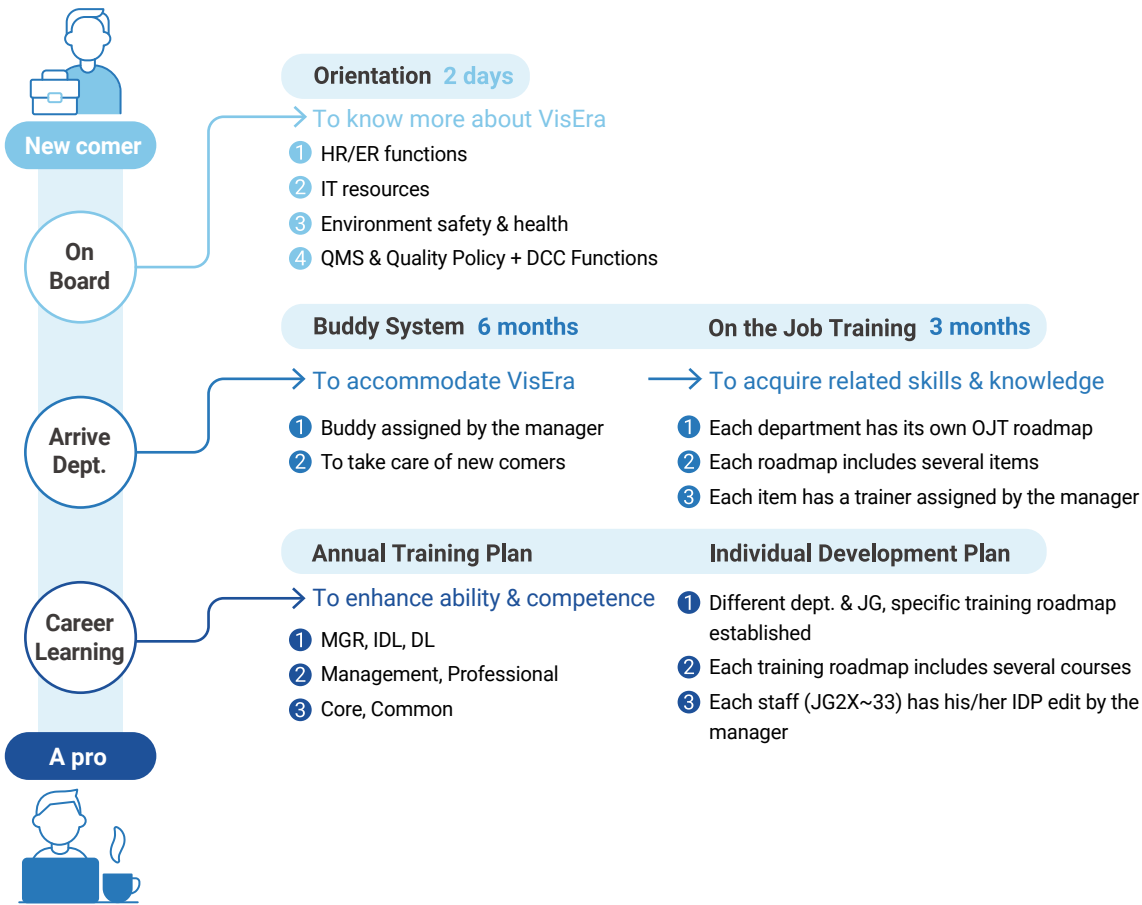 New comer
Orientation 2 days
To know more about VisEra
1 HR/ER functions
2 IT resources
3 Environment safety & health
4 QMS & Quality Policy + DCC Functions
On
Board
Buddy System 6 months
To accommodate VisEra
1 Buddy assigned by the manager
2 To take care of new comers
On the Job Training 3 months
To acquire related skills & knowledge
1 Each department has its own OJT roadmap
2 Each roadmap includes several items
3 Each item has a trainer assigned by the manager
Arrive
Dept.
Annual Training Plan
To enhance ability & competence
1 MGR, IDL, DL
2 Management, Professional
3 Core, Common
Individual Development Plan
1 Different dept. & JG, specific training roadmap
established
2 Each training roadmap includes several courses
3 Each staff (JG2X~33) has his/her IDP edit by the
manager
Career
Learning
A pro